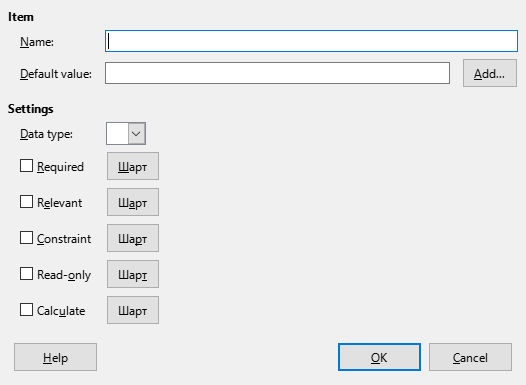 Item
Name:
Default value:
Add...
Settings
Data type:
Required
Шарт
Relevant
Шарт
Constraint
Шарт
Read-only
Шарт
Calculate
Шарт
Help
OK
Cancel